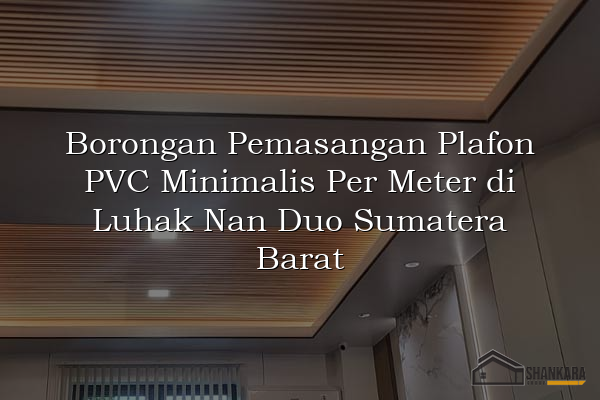 Borongan Pemasangan Plafon
PVC Minimalis Per Meter di
Luhak Nan Duo Sumatera
Barat
SHANKARA